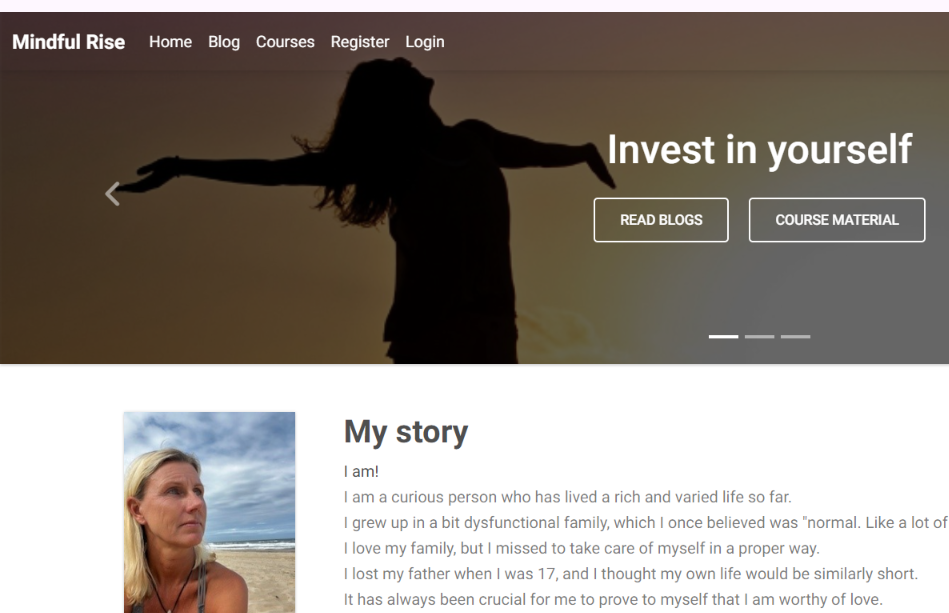 Mindful Rise Home Blog Courses Register Login
Invest in yourself
READ BLOGS COURSE MATERIAL
My story
I am!
I am a curious person who has lived a rich and varied life so far.
I grew up in a bit dysfunctional family, which I once believed was "normal. Like a lot of
I love my family, but I missed to take care of myself in a proper way.
I lost my father when I was 17, and I thought my own life would be similarly short.
It has always been crucial for me to prove to myself that I am worthy of love.